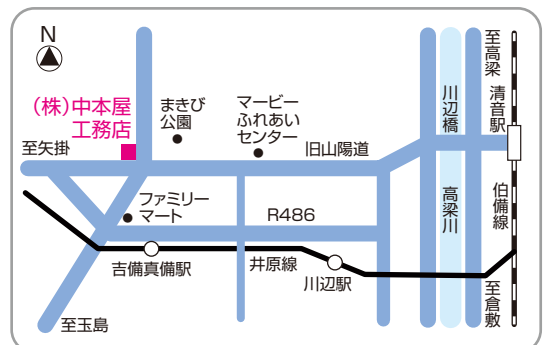 N
(株)中本屋
工務店
至矢掛
まきび
公園
マービー
ふれあい
センター
旧山陽道
川辺橋
至高梁
清音駅
ファミリー
マート
R486
高梁川
伯備線
吉備真備駅
井原線
川辺駅
至倉敷
至玉島